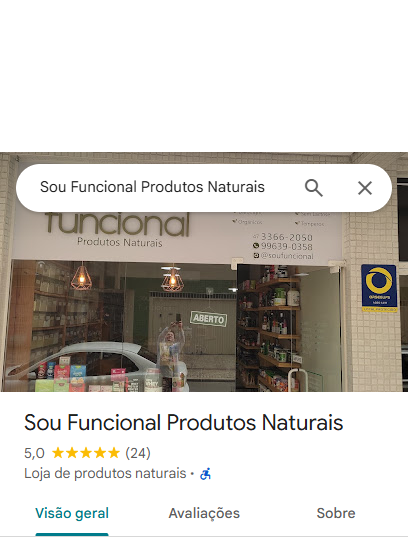 Sou Funcional Produtos Naturais
funcional
Produtos Naturais
3366-2050
99639-0358
@soufuncional
ABERTO
WHEY
Sou Funcional Produtos Naturais
5,0 (24)
Loja de produtos naturais
Visão geral
Avaliações
Sobre